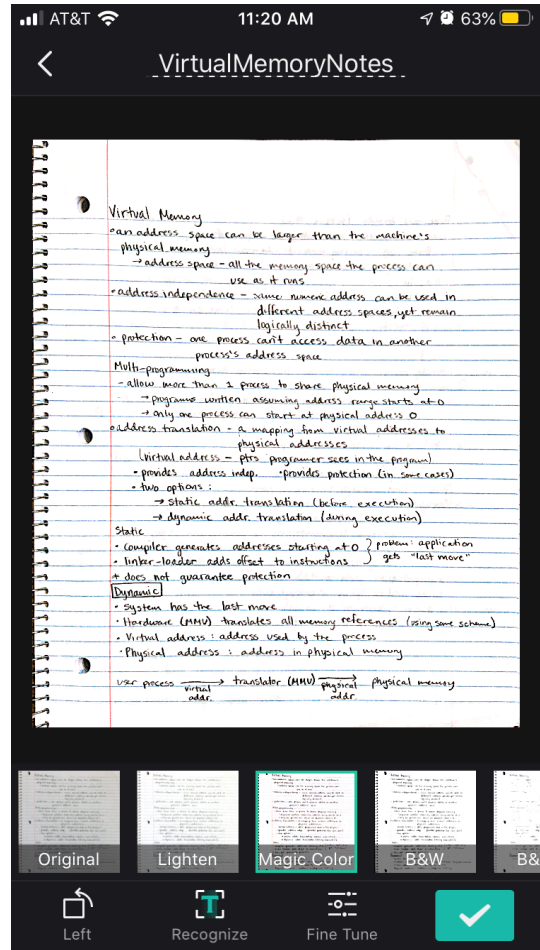 AT&T 11:20 AM 63%
VirtualMemoryNotes
Virtual Memory
•an address space can be larger than the machine's
physical memory
→ address space - all the memory space the process can
use as it runs
•address independence - same numeric address can be used in
different address spaces, yet remain
logically distinct
• protection - one process can't access data in another
process's address space
Multi-programming
- allow more than 1 process to share physical memory
→ programs written assuming address range starts at 0
→ only one process can start at physical address 0
•address translation - a mapping from virtual addresses to
physical addresses
(virtual address - ptrs programer sees in the program)
• provides address indep. •provides protection (in some cases)
• two options :
→ static addr. translation (before execution)
→ dynamic addr. translation (during execution)
Static
• compiler generates addresses starting at 0 } problem: application
• linker-loader adds offset to instructions gets "last move"
+ does not guarantee protection
Dynamic
• system has the last move
• Hardware (MMU) translates all memory references (using some scheme)
• Virtual address : address used by the process
• Physical address : address in physical memory
user process → translator (MMU) → physical memory
virtual physical
addr. addr.
Original Lighten Magic Color B&W B&
Left Recognize Fine Tune